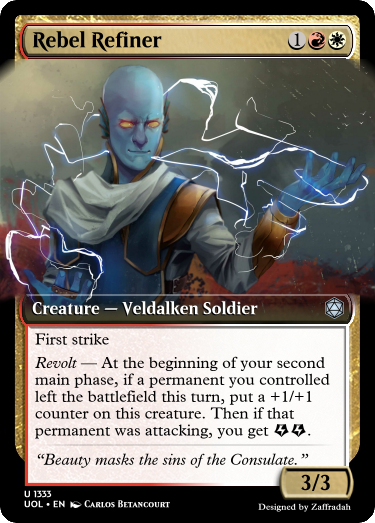 Rebel Refiner 1
Creature — Veldalken Soldier
First strike
Revolt — At the beginning of your second
main phase, if a permanent you controlled
left the battlefield this turn, put a +1/+1
counter on this creature. Then if that
permanent was attacking, you get.
“Beauty masks the sins of the Consulate.”
3/3
U 1333
UOL • EN Carlos Betancourt
Designed by Zaffradah